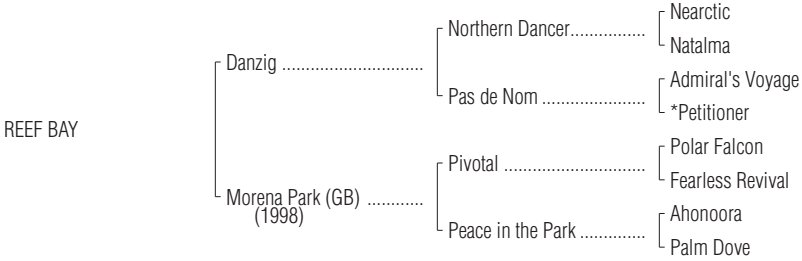 Nearctic
Northern Dancer................
Natalma
Danzig .............................
Admiral's Voyage
Pas de Nom .....................
*Petitioner
REEF BAY
Polar Falcon
Pivotal .............................
Fearless Revival
Morena Park (GB) ............
(1998)
Ahonoora
Peace in the Park ..............
Palm Dove